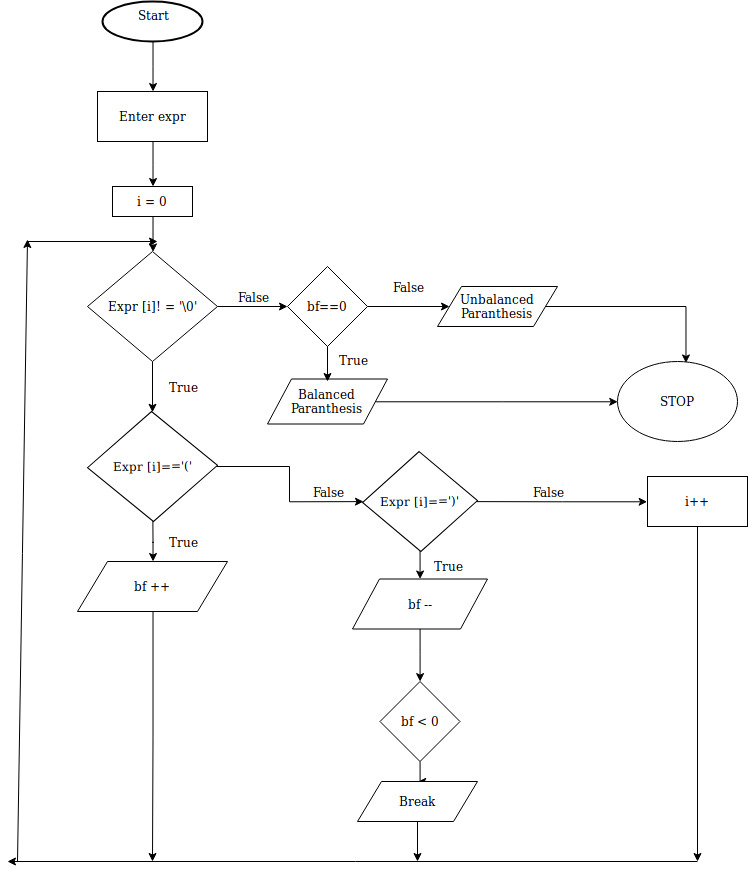 Start
Enter expr
i = 0
Expr [i]! = '\0'
False
bf==0
False
Unbalanced
Paranthesis
True
True
Balanced
Paranthesis
STOP
Expr [i]=='('
False
Expr [i]==')'
False
i++
True
True
bf ++
bf --
bf < 0
Break